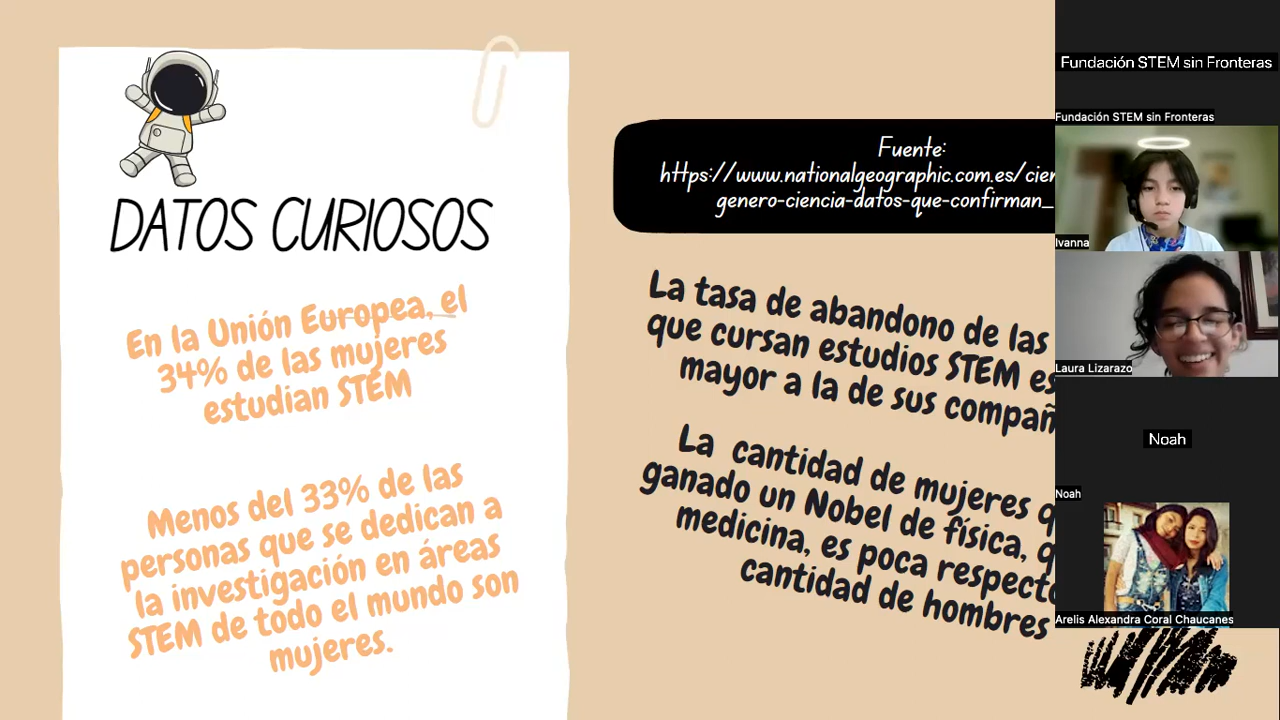 DATOS CURIOSOS
En la Unión Europea, el
34% de las mujeres
estudian STEM
Menos del 33% de las
personas que se dedican a
la investigación en áreas
STEM de todo el mundo son
mujeres.
Fuente:
https://www.nationalgeographic.com.es/cien
genero-ciencia-datos-que-confirman_
La tasa de abandono de las
que cursan estudios STEM es
mayor a la de sus compañ
La cantidad de mujeres q
ganado un Nobel de física, q
medicina, es poca respecto
cantidad de hombres
Fundación STEM sin Fronteras
Fundación STEM sin Fronteras
Ivanna
Laura Lizarazo
Noah
Noah
Arelis Alexandra Coral Chaucanes